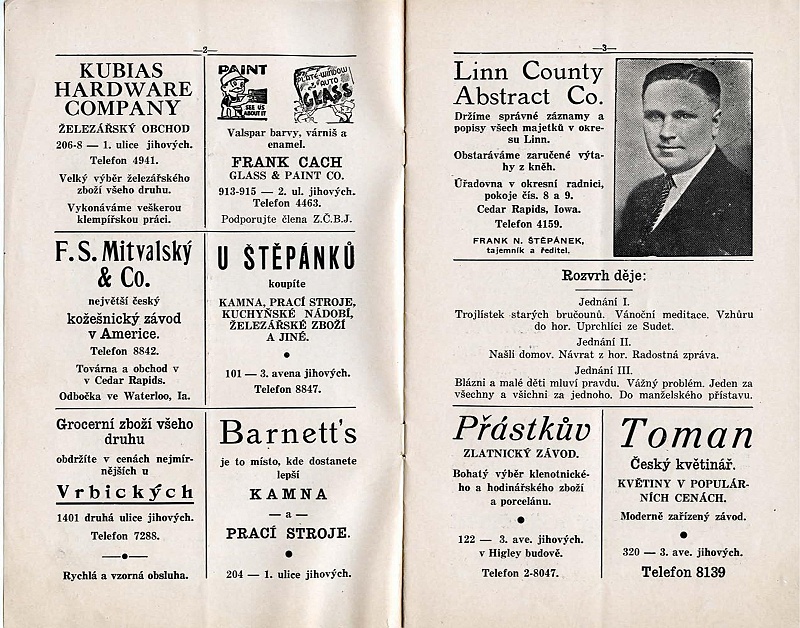 —2—
KUBIAS
HARDWARE
COMPANY
ŽELEZÁŘSKÝ OBCHOD
206-8 — 1. ulice jihových.
Telefon 4941.
Velký výběr železářského
zboží všeho druhu.
Vykonáváme veškerou
klempířskou práci.
PAINT
SEE US
ABOUT IT
PLATE-WINDOW
AUTO
GLASS
Valspar barvy, várniš a
enamel.
FRANK CACH
GLASS & PAINT CO.
913-915 — 2. ul. jihových.
Telefon 4463.
Podporujte člena Z.Č.B.J.
F. S. Mitvalský
& Co.
největší český
kožešnický závod
v Americe.
Telefon 8842.
Továrna a obchod v
v Cedar Rapids.
Odbočka ve Waterloo, Ia.
U ŠTĚPÁNKŮ
koupíte
KAMNA, PRACÍ STROJE,
KUCHYŇSKÉ NÁDOBÍ,
ŽELEZÁŘSKÉ ZBOŽÍ
A JINÉ.
101 — 3. avena jihových.
Telefon 8847.
Grocerní zboží všeho
druhu
obdržíte v cenách nejmír-
nějších u
Vrbických
1401 druhá ulice jihových.
Telefon 7288.
Rychlá a vzorná obsluha.
Barnett's
je to místo, kde dostanete
lepší
KAMNA
— a —
PRACÍ STROJE.
204 — 1. ulice jihových.
—3—
Linn County
Abstract Co.
Držíme správné záznamy a
popisy všech majetků v okre-
su Linn.
Obstaráváme zaručené výta-
hy z kněh.
Úřadovna v okresní radnici,
pokoje čís. 8 a 9.
Cedar Rapids, Iowa.
Telefon 4159.
FRANK N. ŠTĚPÁNEK,
tajemník a ředitel.
Rozvrh děje:
Jednání I.
Trojlístek starých bručounů. Vánoční meditace. Vzhůru
do hor. Uprchlíci ze Sudet.
Jednání II.
Našli domov. Návrat z hor. Radostná zpráva.
Jednání III.
Blázni a malé děti mluví pravdu. Vážný problém. Jeden za
všechny a všichni za jednoho. Do manželského přístavu.
Přástkův
ZLATNICKÝ ZÁVOD.
Bohatý výběr klenotnické-
ho a hodinářského zboží
a porcelánu.
122 — 3. ave. jihových.
v Higley budově.
Telefon 2-8047.
Toman
Český květinář.
KVĚTINY V POPULÁR-
NÍCH CENÁCH.
Moderně zařízený závod.
320 — 3. ave. jihových.
Telefon 8139